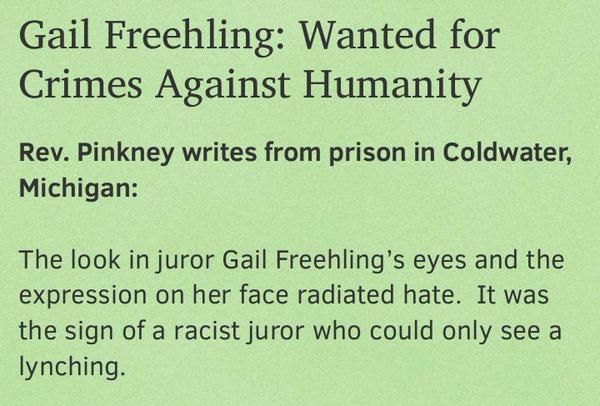 Gail Freehling: Wanted for
Crimes Against Humanity
Rev. Pinkney writes from prison in Coldwater,
Michigan:
The look in juror Gail Freehling’s eyes and the
expression on her face radiated hate.  It was
the sign of a racist juror who could only see a
lynching.